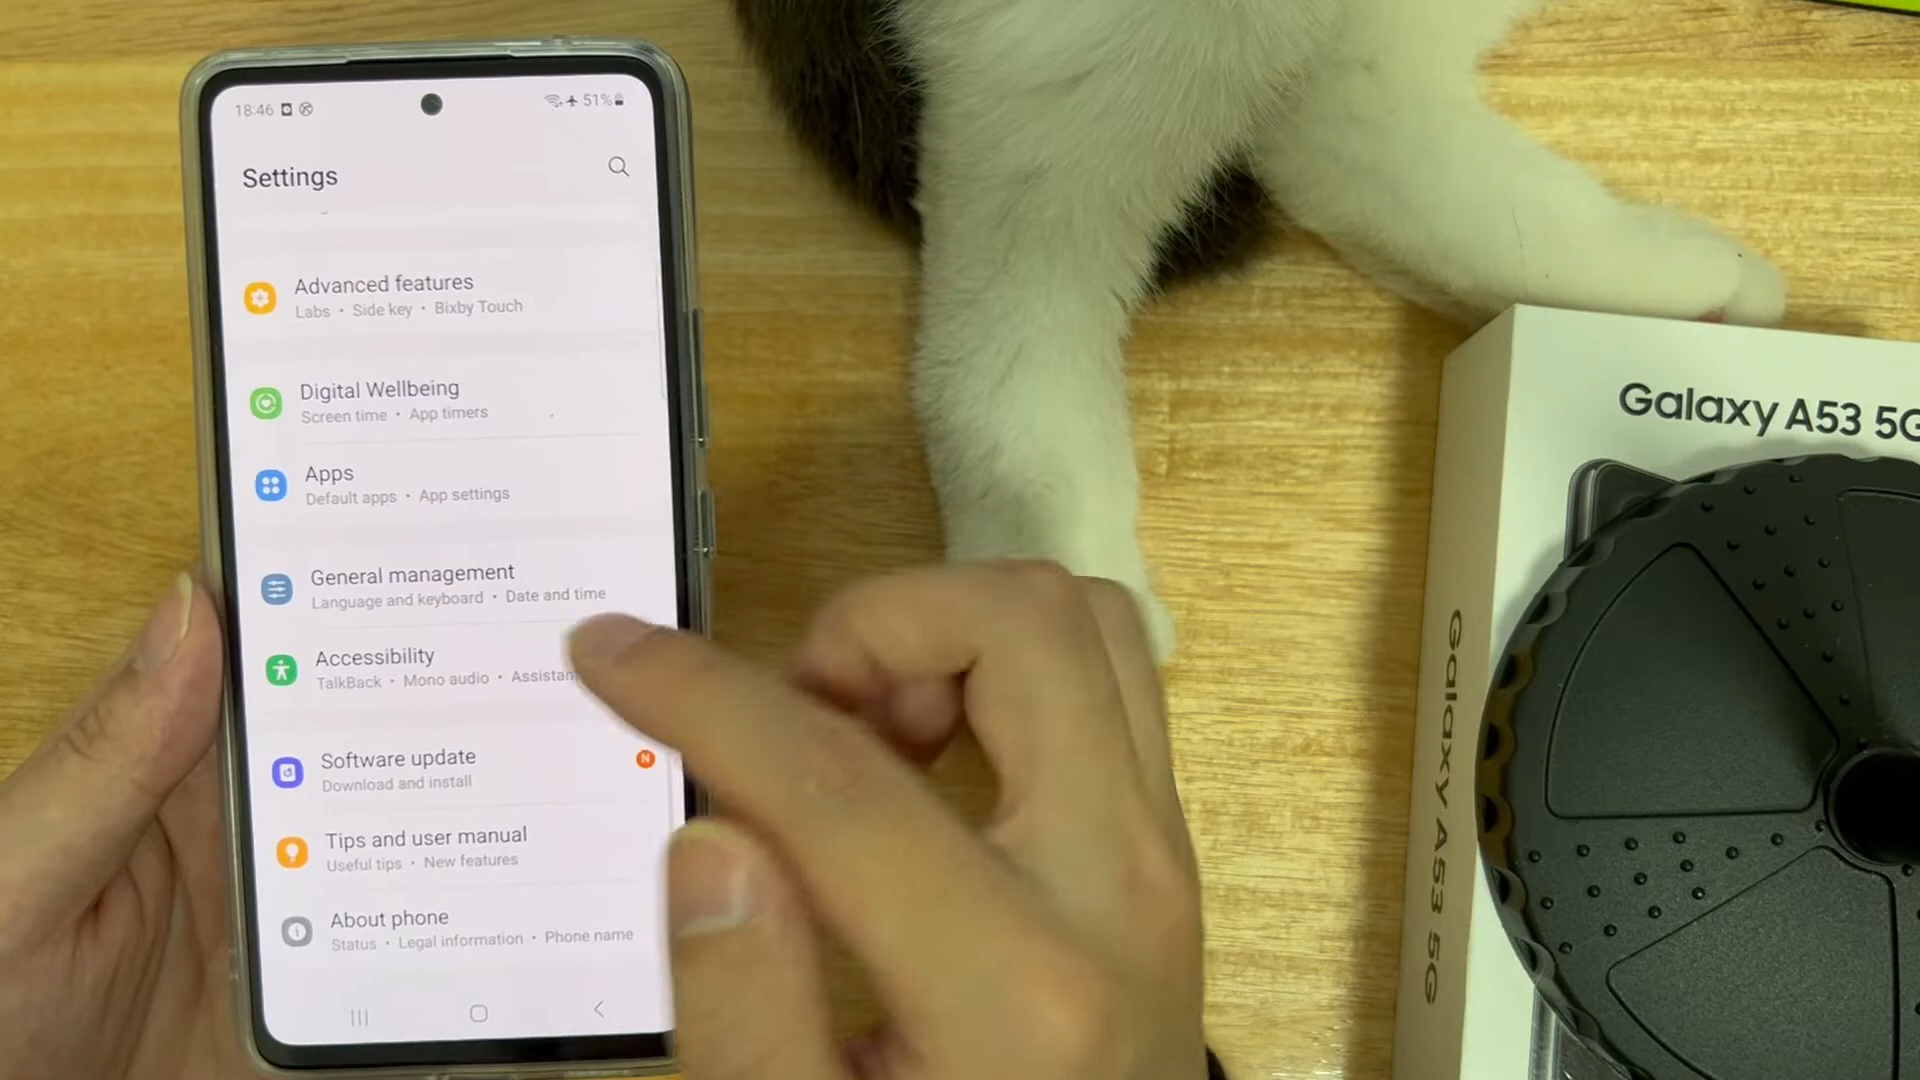 18:46
51%
Settings
Advanced features
Labs • Side key • Bixby Touch
Digital Wellbeing
Screen time • App timers
Apps
Default apps • App settings
General management
Language and keyboard • Date and time
Accessibility
TalkBack • Mono audio •
Software update
N
Download and install
Tips and user manual
Useful tips • New features
About phone
Status • Legal information • Phone name
Galaxy A53 5G
Galaxy A53 5G